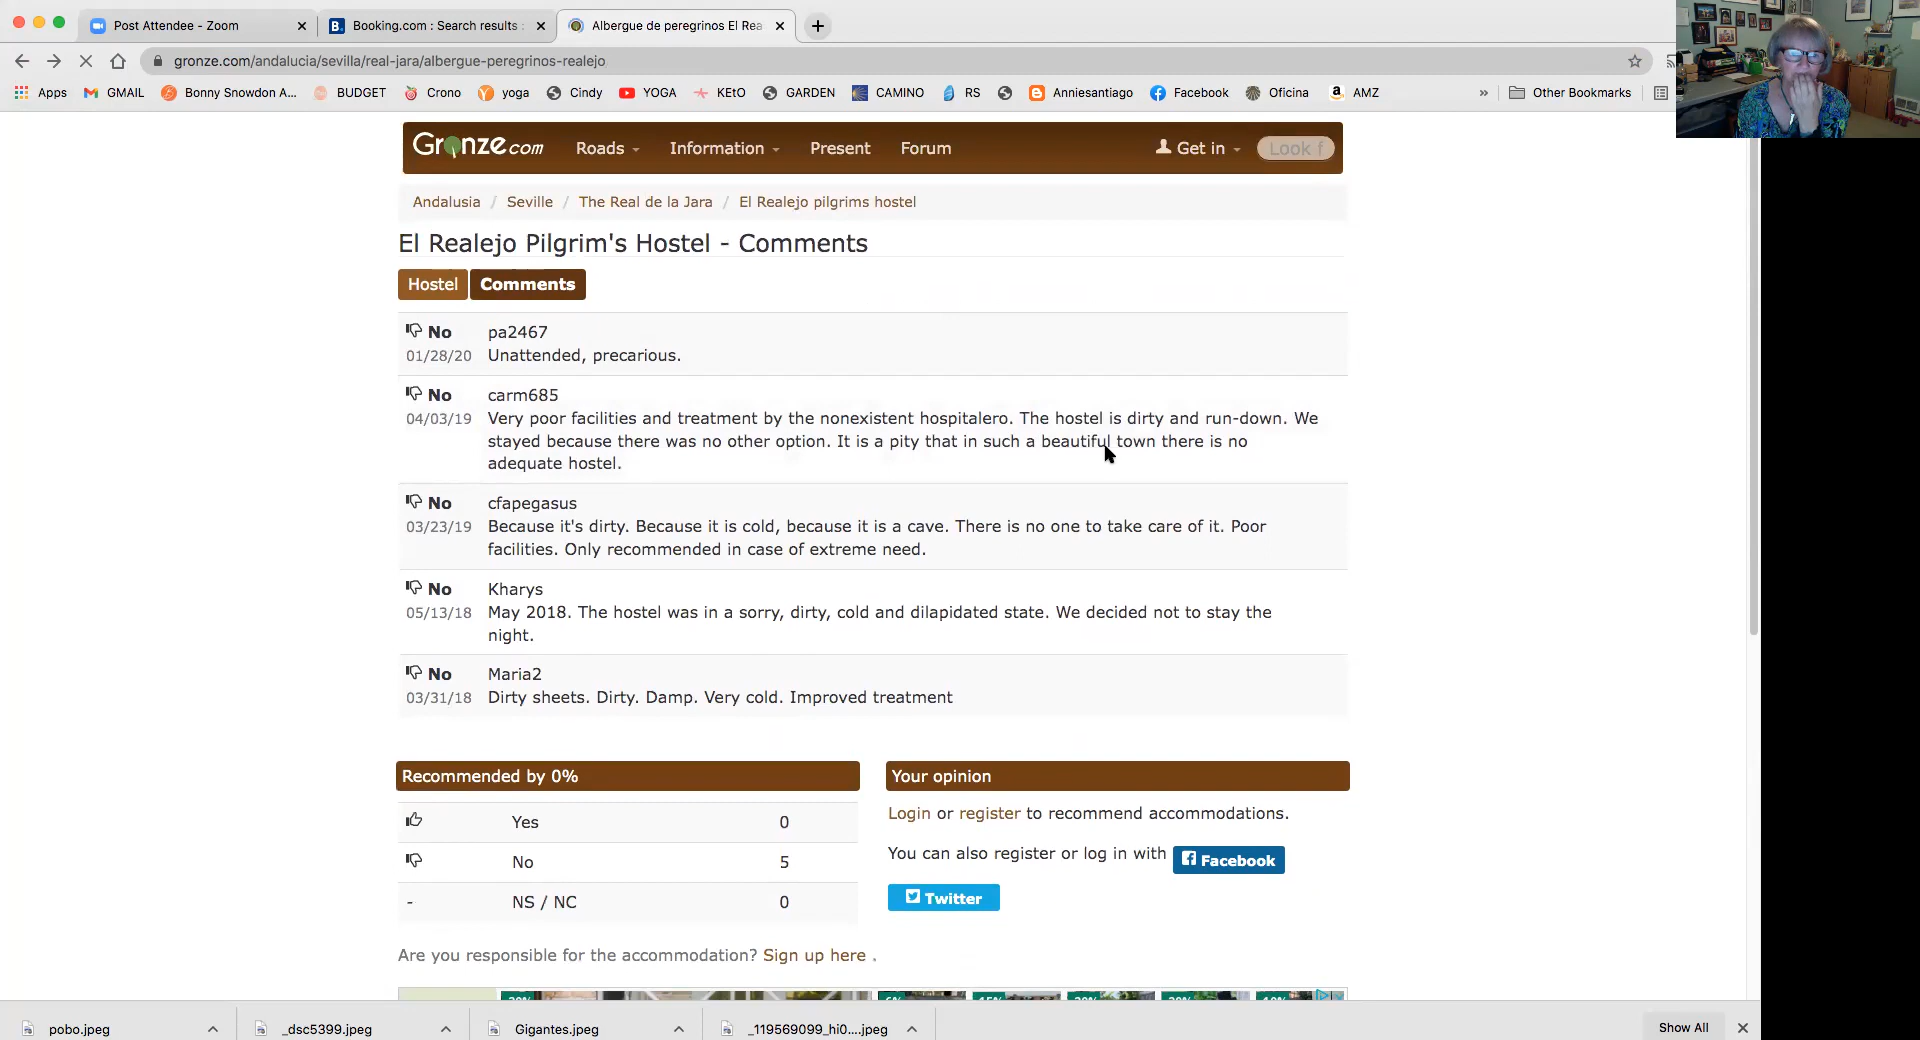 Post Attendee - Zoom
Booking.com : Search results :
Albergue de peregrinos El Rea
gronze.com/andalucia/sevilla/real-jara/albergue-peregrinos-realejo
Apps GMAIL Bonny Snowdon A... BUDGET Crono yoga Cindy YOGA KEtO GARDEN CAMINO RS Anniesantiago Facebook Oficina AMZ » Other Bookmarks
Gronze.com Roads Information Present Forum Get in Look f
Andalusia / Seville / The Real de la Jara / El Realejo pilgrims hostel
El Realejo Pilgrim's Hostel - Comments
Hostel Comments
No pa2467
01/28/20 Unattended, precarious.
No carm685
04/03/19 Very poor facilities and treatment by the nonexistent hospitalero. The hostel is dirty and run-down. We
stayed because there was no other option. It is a pity that in such a beautiful town there is no
adequate hostel.
No cfapegasus
03/23/19 Because it's dirty. Because it is cold, because it is a cave. There is no one to take care of it. Poor
facilities. Only recommended in case of extreme need.
No Kharys
05/13/18 May 2018. The hostel was in a sorry, dirty, cold and dilapidated state. We decided not to stay the
night.
No Maria2
03/31/18 Dirty sheets. Dirty. Damp. Very cold. Improved treatment
Recommended by 0%
Yes 0
No 5
- NS / NC 0
Your opinion
Login or register to recommend accommodations.
You can also register or log in with Facebook
Twitter
Are you responsible for the accommodation? Sign up here .
pobo.jpeg _dsc5399.jpeg Gigantes.jpeg _119569099_hi0....jpeg Show All